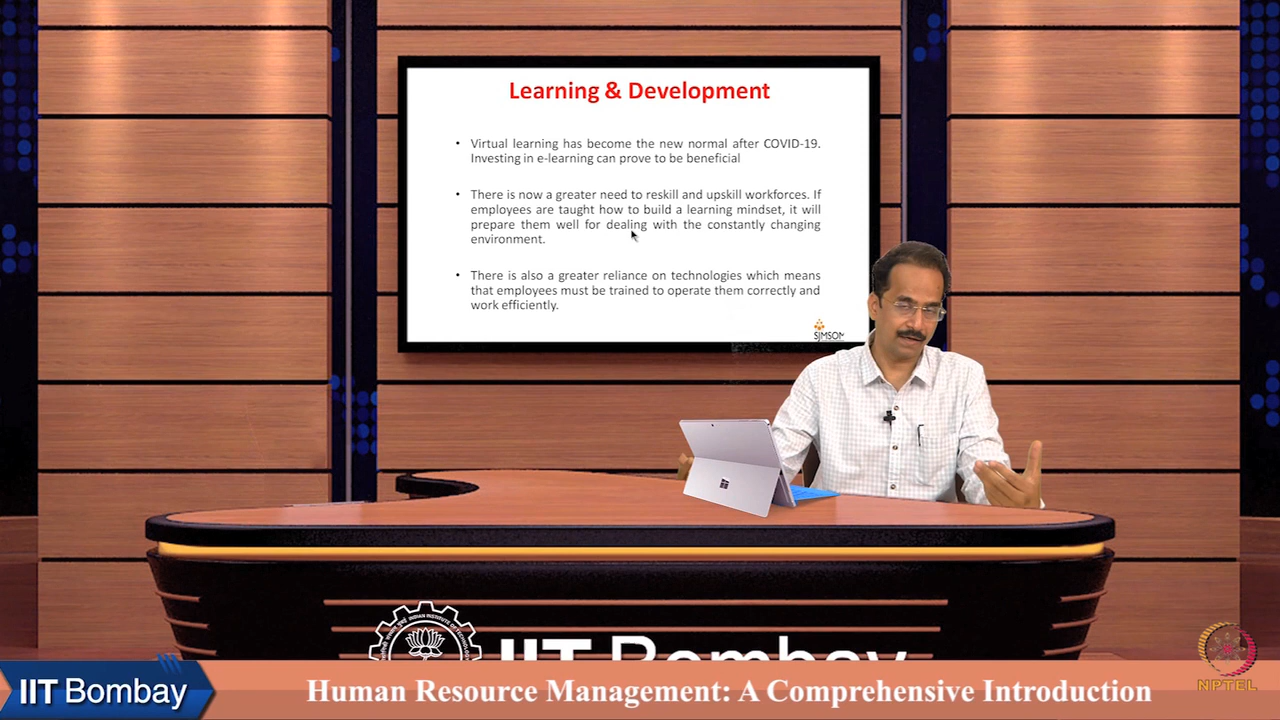 Learning & Development
• Virtual learning has become the new normal after COVID-19.
Investing in e-learning can prove to be beneficial
• There is now a greater need to reskill and upskill workforces. If
employees are taught how to build a learning mindset, it will
prepare them well for dealing with the constantly changing
environment.
• There is also a greater reliance on technologies which means
that employees must be trained to operate them correctly and
work efficiently.
SJMSOM
IIT Bombay
IIT Bombay
Human Resource Management: A Comprehensive Introduction
NPTEL